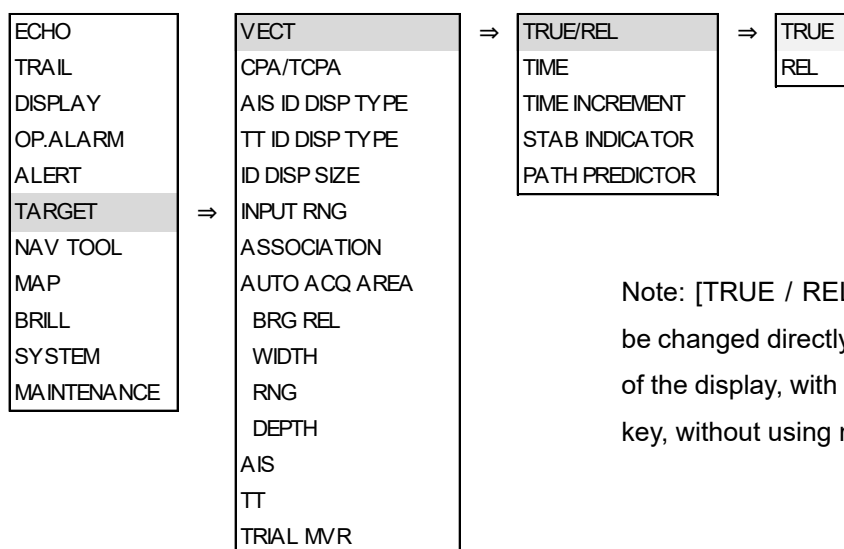 ECHO
TRAIL
DISPLAY
OP.ALARM
ALERT
TARGET
NAV TOOL
MAP
BRILL
SYSTEM
MAINTENANCE
⇒
VECT
CPA/TCPA
AIS ID DISP TYPE
TT ID DISP TYPE
ID DISP SIZE
INPUT RNG
ASSOCIATION
AUTO ACQ AREA
BRG REL
WIDTH
RNG
DEPTH
AIS
TT
TRIAL MVR
⇒
TRUE/REL
TIME
TIME INCREMENT
STAB INDICATOR
PATH PREDICTOR
⇒
TRUE
REL
Note: [TRUE / REL
be changed directly
of the display, with
key, without using